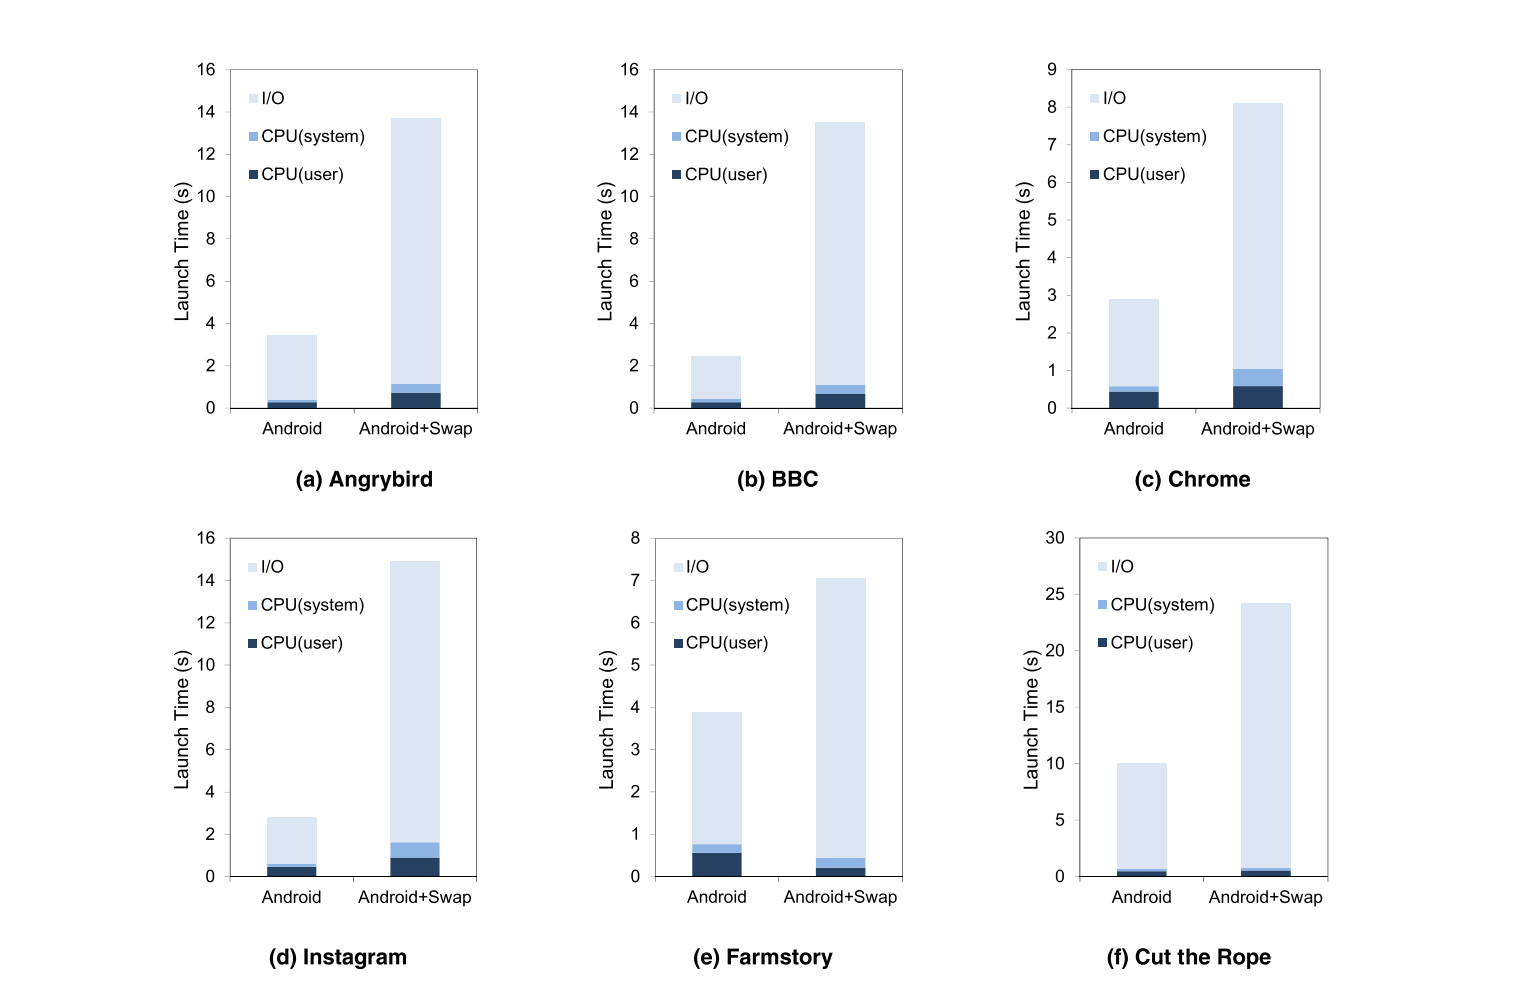 16
14
12
10
8
6
4
2
0
Launch Time (s)
I/O
CPU(system)
CPU(user)
Android
Android+Swap
(a) Angrybird
16
14
12
10
8
6
4
2
0
Launch Time (s)
I/O
CPU(system)
CPU(user)
Android
Android+Swap
(b) BBC
9
8
7
6
5
4
3
2
1
0
Launch Time (s)
I/O
CPU(system)
CPU(user)
Android
Android+Swap
(c) Chrome
16
14
12
10
8
6
4
2
0
Launch Time (s)
I/O
CPU(system)
CPU(user)
Android
Android+Swap
(d) Instagram
8
7
6
5
4
3
2
1
0
Launch Time (s)
I/O
CPU(system)
CPU(user)
Android
Android+Swap
(e) Farmstory
30
25
20
15
10
5
0
Launch Time (s)
I/O
CPU(system)
CPU(user)
Android
Android+Swap
(f) Cut the Rope